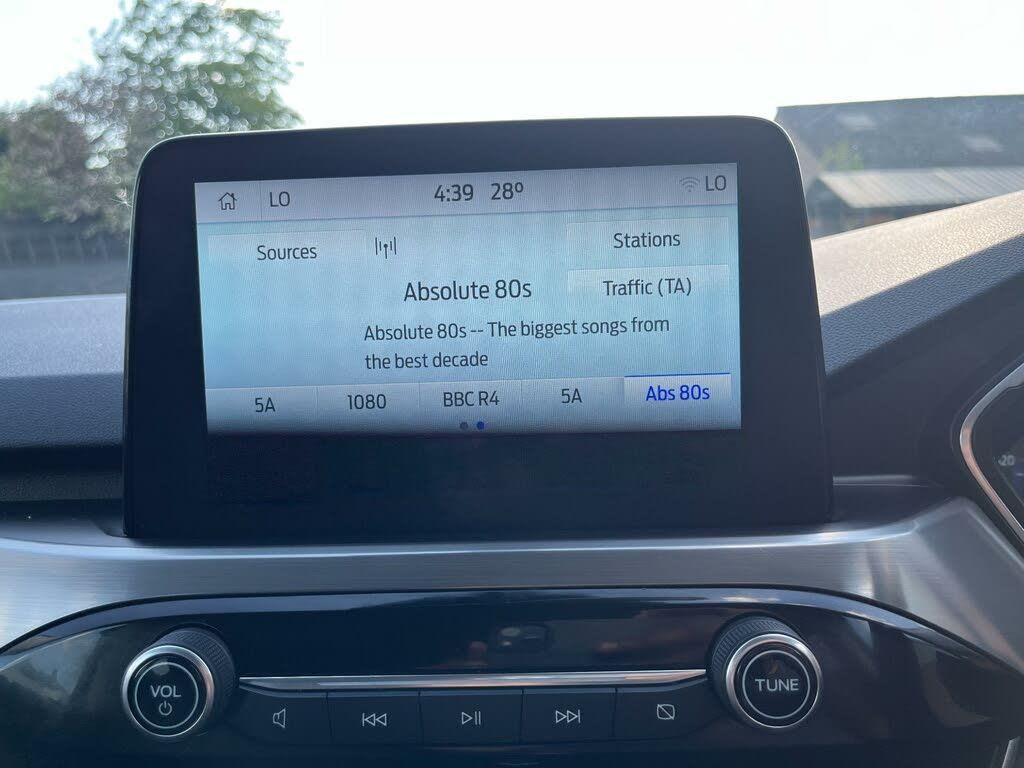 LO 4:39 28° LO
Sources
Stations
Absolute 80s
Traffic (TA)
Absolute 80s -- The biggest songs from
the best decade
5A 1080 BBC R4 5A Abs 80s
VOL
TUNE
20